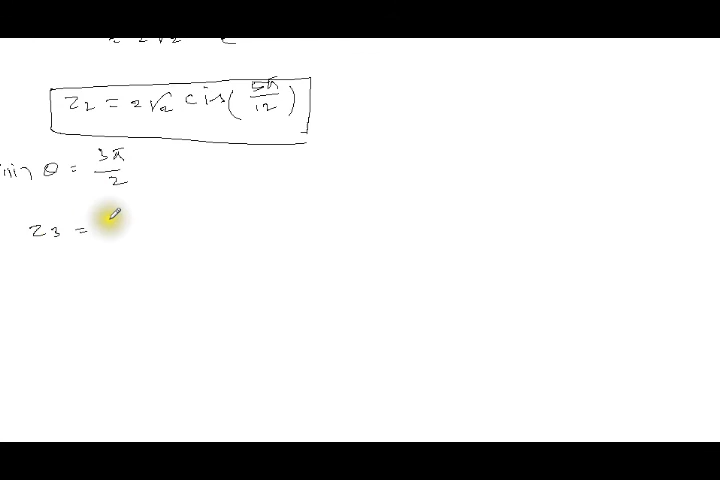 z2 = 2√2 cis(5π/12)
θ = 3π/2
z3 =